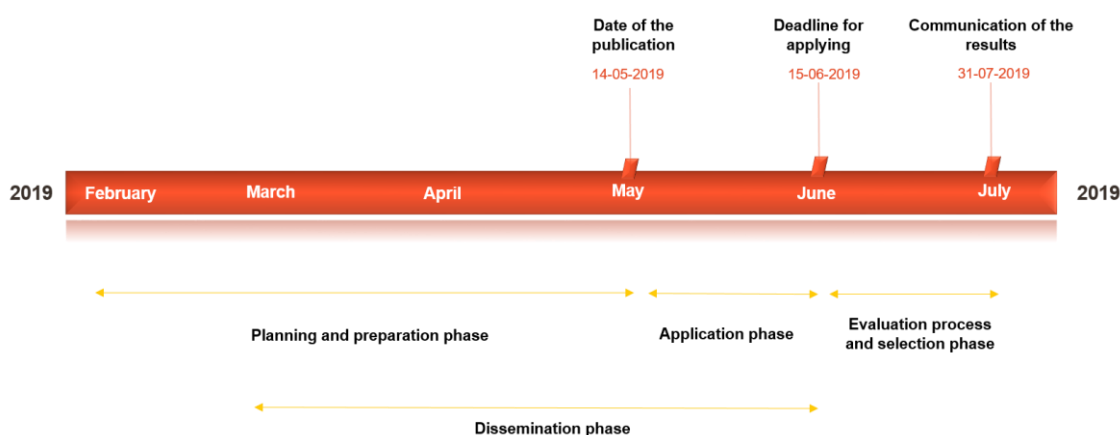 Date of the
publication
14-05-2019
Deadline for
applying
15-06-2019
Communication of the
results
31-07-2019
2019
February
March
April
May
June
July
2019
Planning and preparation phase
Application phase
Evaluation process
and selection phase
Dissemination phase